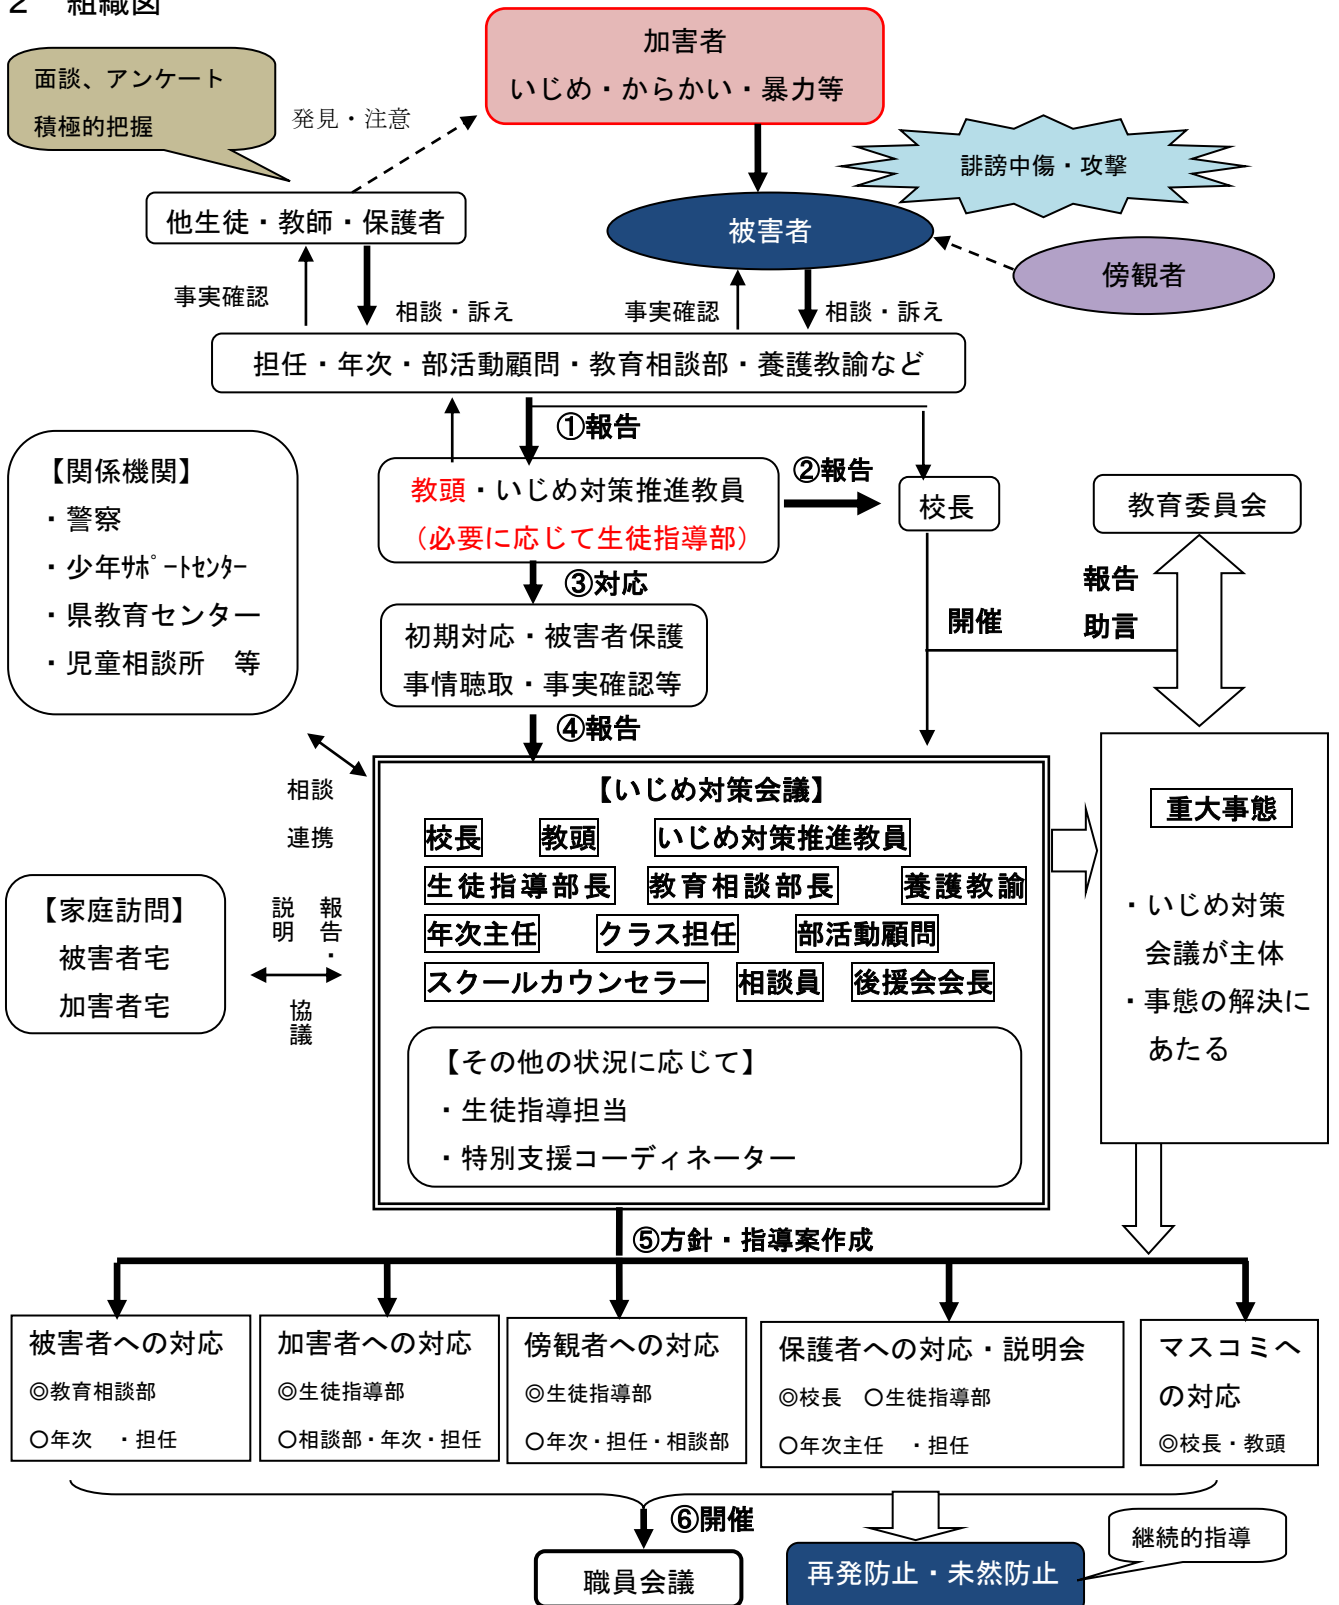 ２　組織図
加害者
いじめ・からかい・暴力等
面談、アンケート
積極的把握
発見・注意
誹謗中傷・攻撃
他生徒・教師・保護者
被害者
傍観者
事実確認
相談・訴え
事実確認
相談・訴え
担任・年次・部活動顧問・教育相談部・養護教諭など
①報告
【関係機関】
・警察
・少年ｻﾎﾟｰﾄｾﾝﾀｰ
・県教育センター
・児童相談所　等
教頭・いじめ対策推進教員
（必要に応じて生徒指導部）
②報告
校長
教育委員会
③対応
報告
助言
開催
初期対応・被害者保護
事情聴取・事実確認等
④報告
相談
連携
【いじめ対策会議】
校長　教頭　いじめ対策推進教員
生徒指導部長　教育相談部長　養護教諭
年次主任　クラス担任　部活動顧問
スクールカウンセラー　相談員　後援会会長
【その他の状況に応じて】
・生徒指導担当
・特別支援コーディネーター
重大事態
・いじめ対策
会議が主体
・事態の解決に
あたる
【家庭訪問】
被害者宅
加害者宅
報告・
説明
協議
⑤方針・指導案作成
被害者への対応
◎教育相談部
○年次　・担任
加害者への対応
◎生徒指導部
○相談部・年次・担任
傍観者への対応
◎生徒指導部
○年次・担任・相談部
保護者への対応・説明会
◎校長　○生徒指導部
○年次主任　・担任
マスコミへ
の対応
◎校長・教頭
⑥開催
職員会議
再発防止・未然防止
継続的指導